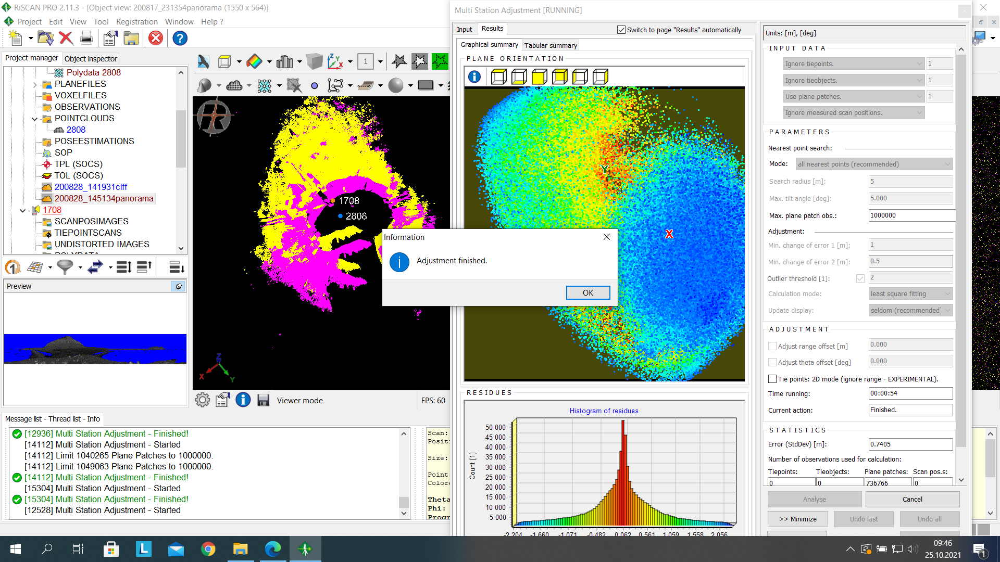 RiSCAN PRO 2.11.3 - [Object view: 200817_231354panorama (1550 x 564)]
Project Edit View Tool Registration Window Help ?
Project manager Object inspector
Polydata 2808
PLANEFILES
VOXELFILES
OBSERVATIONS
POINTCLOUDS
2808
POSEESTIMATIONS
SOP
TPL (SOCS)
TOL (SOCS)
200828_141931clff
200828_145134panorama
1708
SCANPOSIMAGES
TIEPOINTSCANS
UNDISTORTED IMAGES
POLYDATA
Preview
1
1708
2808
Z
X
Y
Viewer mode
FPS: 60
Message list - Thread list - Info
[12936] Multi Station Adjustment - Finished!
[14112] Multi Station Adjustment - Started
[14112] Limit 1040265 Plane Patches to 1000000.
[14112] Limit 1049063 Plane Patches to 1000000.
[14112] Multi Station Adjustment - Finished!
[15304] Multi Station Adjustment - Started
[15304] Multi Station Adjustment - Finished!
[12528] Multi Station Adjustment - Started
Scan:
Positi
Size:
Point
Colore
Theta
Phi:
Progr
Multi Station Adjustment [RUNNING]
Input Results
Switch to page "Results" automatically
Graphical summary Tabular summary
PLANE ORIENTATION
Y
X
Information
Adjustment finished.
OK
RESIDUES
Histogram of residues
Count [1]
50 000
45 000
40 000
35 000
30 000
25 000
20 000
15 000
10 000
5 000
-2.204 -1.660 -1.071 -0.482 0.062 0.561 1.059 1.558 2.056
Units: [m], [deg]
INPUT DATA
Ignore tiepoints. 1
Ignore tieobjects. 1
Use plane patches. 1
Ignore measured scan positions.
PARAMETERS
Nearest point search:
Mode: all nearest points (recommended)
Search radius [m]: 5
Max. tilt angle [deg]: 5.000
Max. plane patch obs.: 1000000
Adjustment:
Min. change of error 1 [m]: 1
Min. change of error 2 [m]: 0.5
Outlier threshold [1]: 2
Calculation mode: least square fitting
Update display: seldom (recommended)
ADJUSTMENT
Adjust range offset [m] 0.000
Adjust theta offset [deg] 0.000
Tie points: 2D mode (ignore range - EXPERIMENTAL).
Time running: 00:00:54
Current action: Finished.
STATISTICS
Error (StdDev) [m]: 0.7405
Number of observations used for calculation:
Tiepoints: Tieobjects: Plane patches: Scan pos.s:
0 0 736766 0
Analyse Cancel
>> Minimize Undo last Undo all
L
09:46
25.10.2021
1